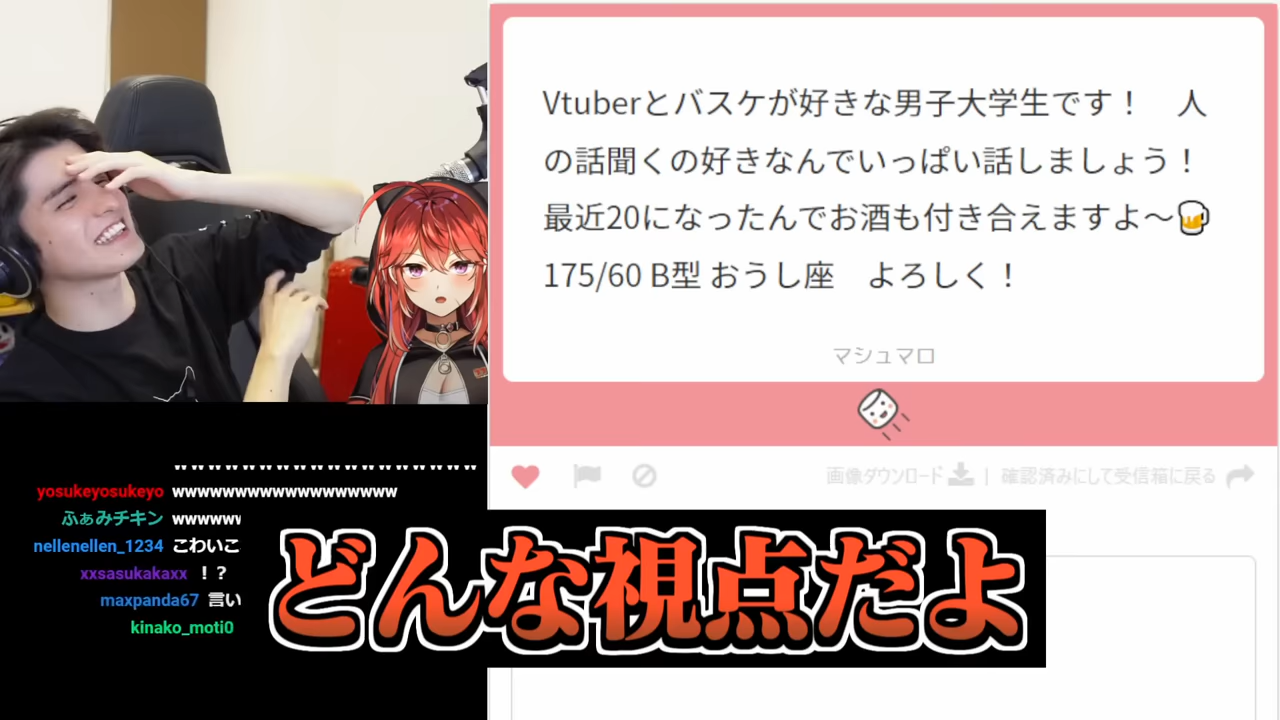 Vtuberとバスケが好きな男子大学生です！　人
の話聞くの好きなんでいっぱい話しましょう！
最近20になったんでお酒も付き合えますよ〜🍺
175/60 B型 おうし座　よろしく！
マシュマロ
画像ダウンロード | 確認済みにして受信箱に戻る
yosukeyosukeyo wwwwwwwwwwwwwwwwwww
ふぁみチキン wwwwww
nellenellen_1234 こわいこ
xxsasukakaxx ！？
maxpanda67 言い
kinako_moti0
どんな視点だよ